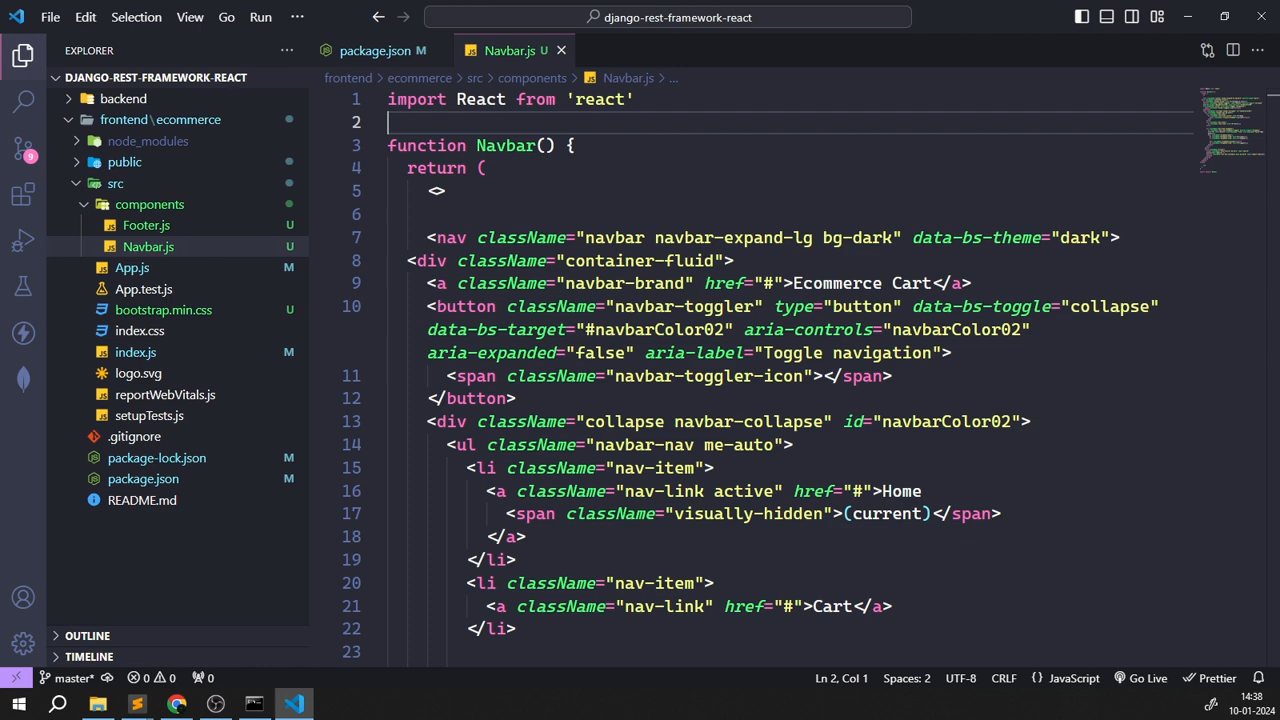 File Edit Selection View Go Run ··· django-rest-framework-react
EXPLORER
DJANGO-REST-FRAMEWORK-REACT
backend
frontend\ecommerce
node_modules
public
src
components
Footer.js U
Navbar.js U
App.js M
App.test.js
bootstrap.min.css U
index.css
index.js M
logo.svg
reportWebVitals.js
setupTests.js
.gitignore
package-lock.json M
package.json M
README.md
OUTLINE
TIMELINE
9
package.json M Navbar.js U
frontend > ecommerce > src > components > Navbar.js > ...
1 import React from 'react'
2
3 function Navbar() {
4 return (
5 <>
6
7 <nav className="navbar navbar-expand-lg bg-dark" data-bs-theme="dark">
8 <div className="container-fluid">
9 <a className="navbar-brand" href="#">Ecommerce Cart</a>
10 <button className="navbar-toggler" type="button" data-bs-toggle="collapse"
data-bs-target="#navbarColor02" aria-controls="navbarColor02"
aria-expanded="false" aria-label="Toggle navigation">
11 <span className="navbar-toggler-icon"></span>
12 </button>
13 <div className="collapse navbar-collapse" id="navbarColor02">
14 <ul className="navbar-nav me-auto">
15 <li className="nav-item">
16 <a className="nav-link active" href="#">Home
17 <span className="visually-hidden">(current)</span>
18 </a>
19 </li>
20 <li className="nav-item">
21 <a className="nav-link" href="#">Cart</a>
22 </li>
23
master* 0 0 0 Ln 2, Col 1 Spaces: 2 UTF-8 CRLF {} JavaScript Go Live Prettier
14:38
10-01-2024